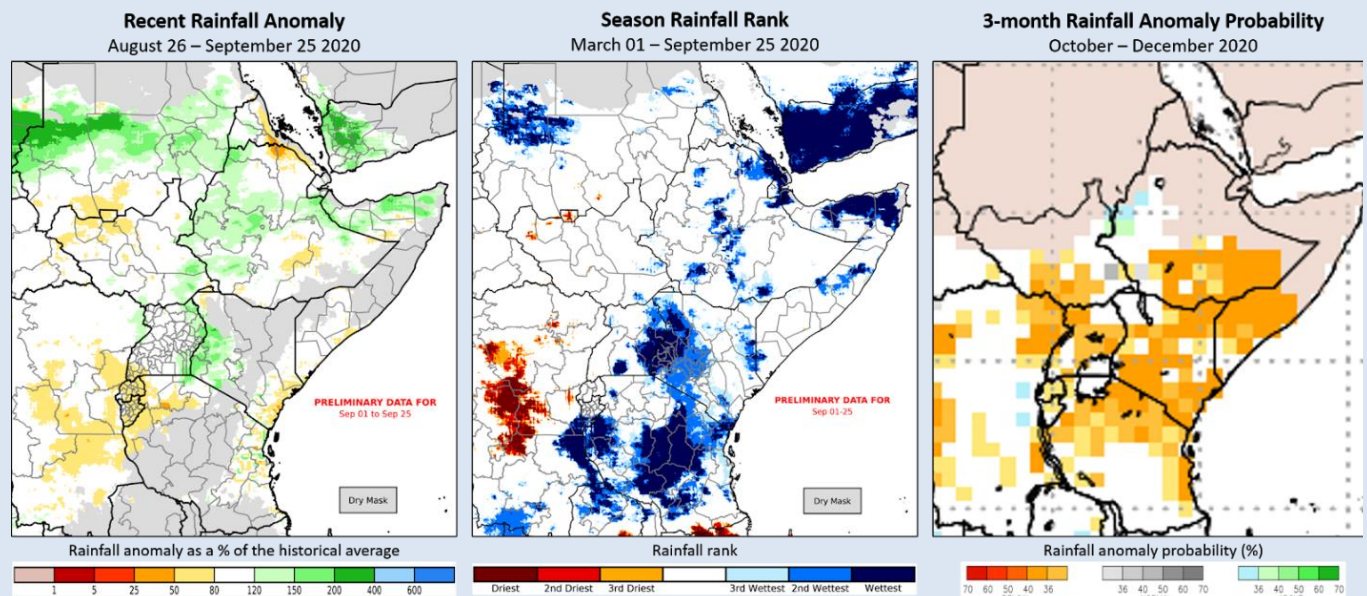 Recent Rainfall Anomaly
August 26 – September 25 2020
Season Rainfall Rank
March 01 – September 25 2020
3-month Rainfall Anomaly Probability
October – December 2020
PRELIMINARY DATA FOR
Sep 01 to Sep 25
Dry Mask
PRELIMINARY DATA FOR
Sep 01-25
Dry Mask
Rainfall anomaly as a % of the historical average
1 5 25 50 80 120 150 200 400 600
Rainfall rank
Driest 2nd Driest 3rd Driest 3rd Wettest 2nd Wettest Wettest
Rainfall anomaly probability (%)
70 60 50 40 36 36 40 50 60 70 36 40 50 60 70